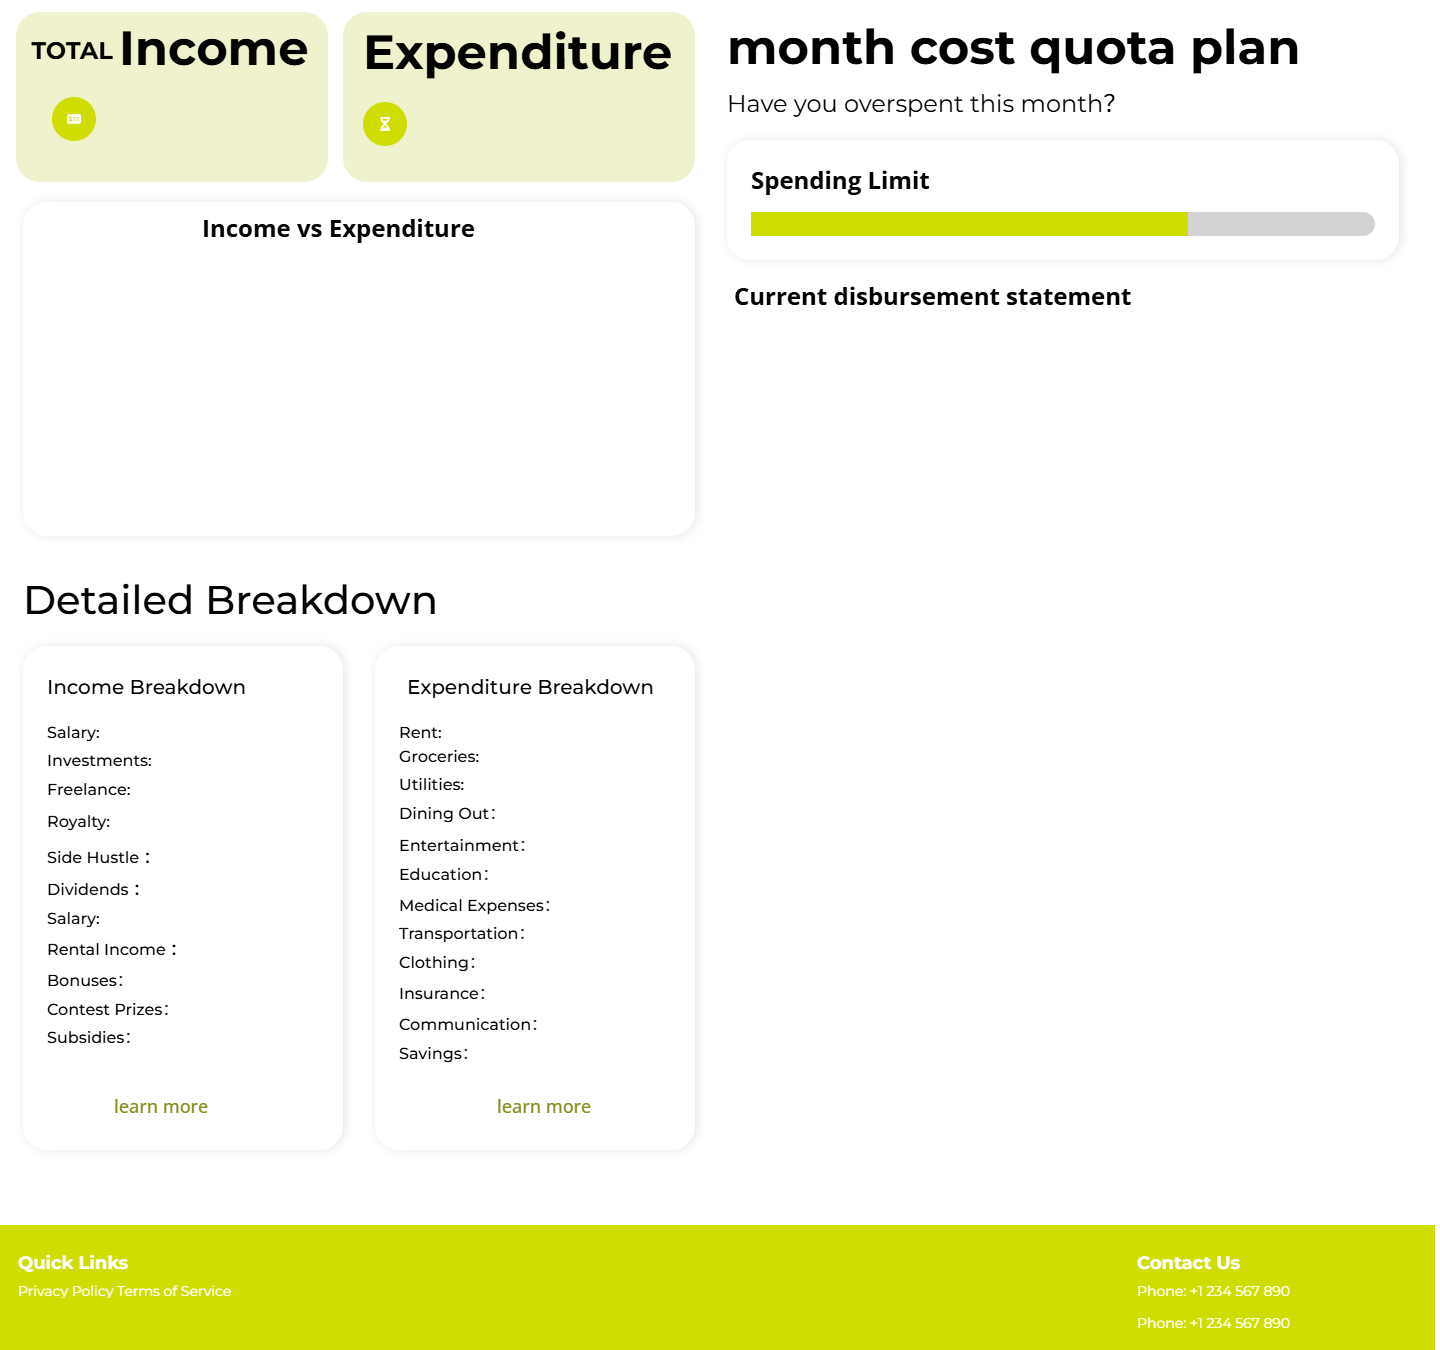 TOTAL Income
Expenditure
month cost quota plan
Have you overspent this month?
Spending Limit
Income vs Expenditure
Current disbursement statement
Detailed Breakdown
Income Breakdown
Salary:
Investments:
Freelance:
Royalty:
Side Hustle：
Dividends：
Salary:
Rental Income：
Bonuses：
Contest Prizes：
Subsidies：
learn more
Expenditure Breakdown
Rent:
Groceries:
Utilities:
Dining Out：
Entertainment：
Education：
Medical Expenses：
Transportation：
Clothing：
Insurance：
Communication：
Savings：
learn more
Quick Links
Privacy Policy Terms of Service
Contact Us
Phone: +1 234 567 890
Phone: +1 234 567 890